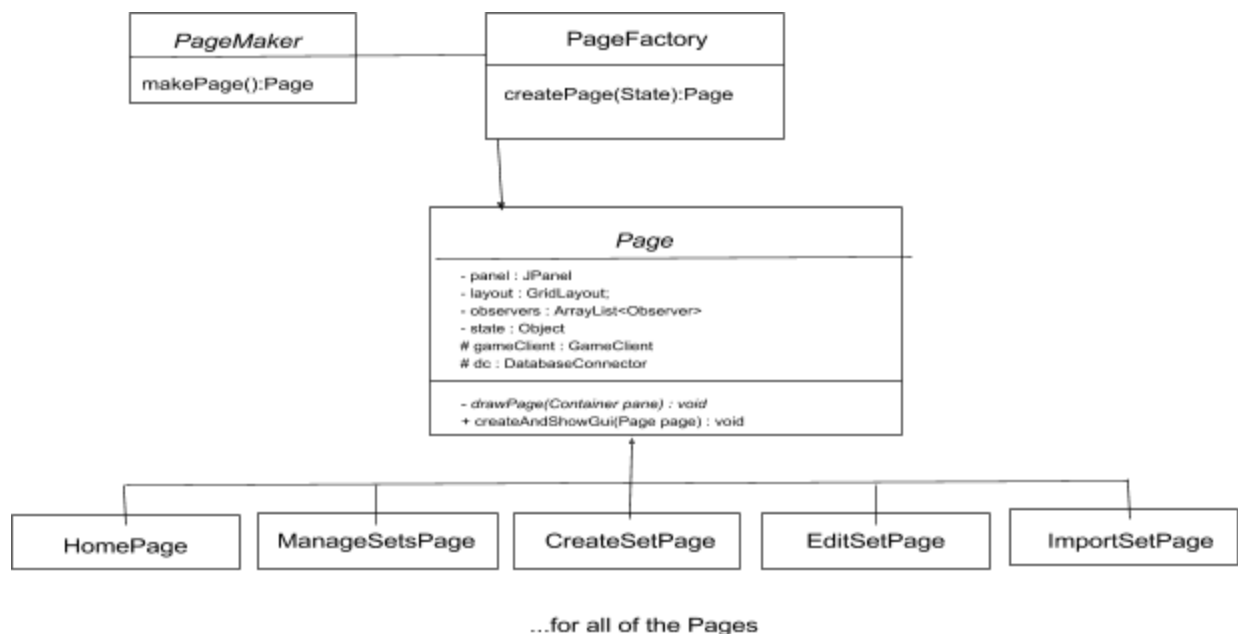 PageMaker
makePage():Page
PageFactory
createPage(State):Page
Page
- panel : JPanel
- layout : GridLayout;
- observers : ArrayList<Observer>
- state : Object
# gameClient : GameClient
# dc : DatabaseConnector
- drawPage(Container pane) : void
+ createAndShowGui(Page page) : void
HomePage
ManageSetsPage
CreateSetPage
EditSetPage
ImportSetPage
...for all of the Pages